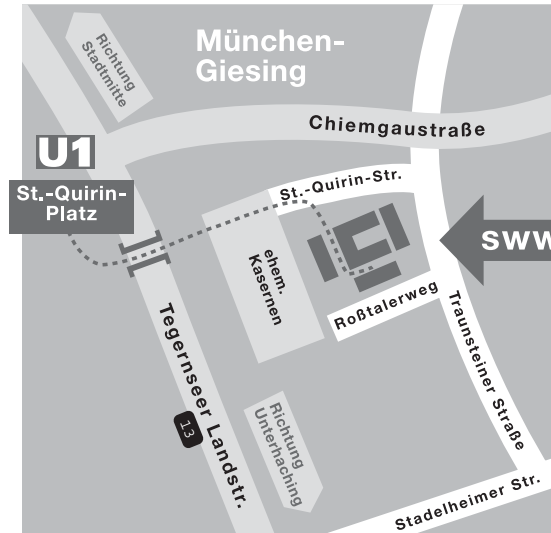 Richtung
Stadtmitte
München-
Giesing
Chiemgaustraße
U1
St.-Quirin-
Platz
St.-Quirin-Str.
SWW
ehem.
Kasernen
Roßtalerweg
Traunsteiner Straße
Tegernseer Landstr.
13
Richtung
Unterhaching
Stadelheimer Str.